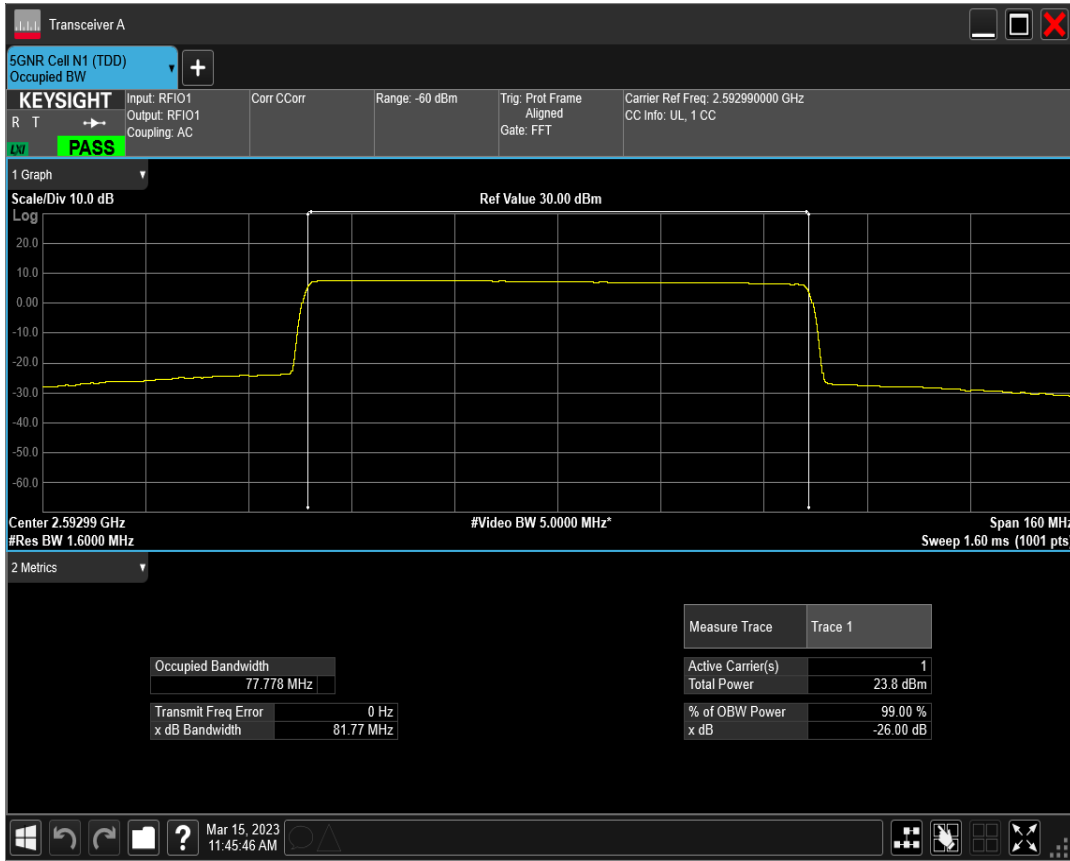 Transceiver A
5GNR Cell N1 (TDD)
Occupied BW
+
KEYSIGHT
R T
LXI
PASS
Input: RFIO1
Output: RFIO1
Coupling: AC
Corr CCorr
Range: -60 dBm
Trig: Prot Frame
Aligned
Gate: FFT
Carrier Ref Freq: 2.592990000 GHz
CC Info: UL, 1 CC
1 Graph
Scale/Div 10.0 dB
Ref Value 30.00 dBm
Log
20.0
10.0
0.00
-10.0
-20.0
-30.0
-40.0
-50.0
-60.0
Center 2.59299 GHz
#Video BW 5.0000 MHz*
Span 160 MHz
#Res BW 1.6000 MHz
Sweep 1.60 ms (1001 pts)
2 Metrics
Measure Trace Trace 1
Occupied Bandwidth
77.778 MHz
Active Carrier(s) 1
Total Power 23.8 dBm
Transmit Freq Error 0 Hz
x dB Bandwidth 81.77 MHz
% of OBW Power 99.00 %
x dB -26.00 dB
?
Mar 15, 2023
11:45:46 AM